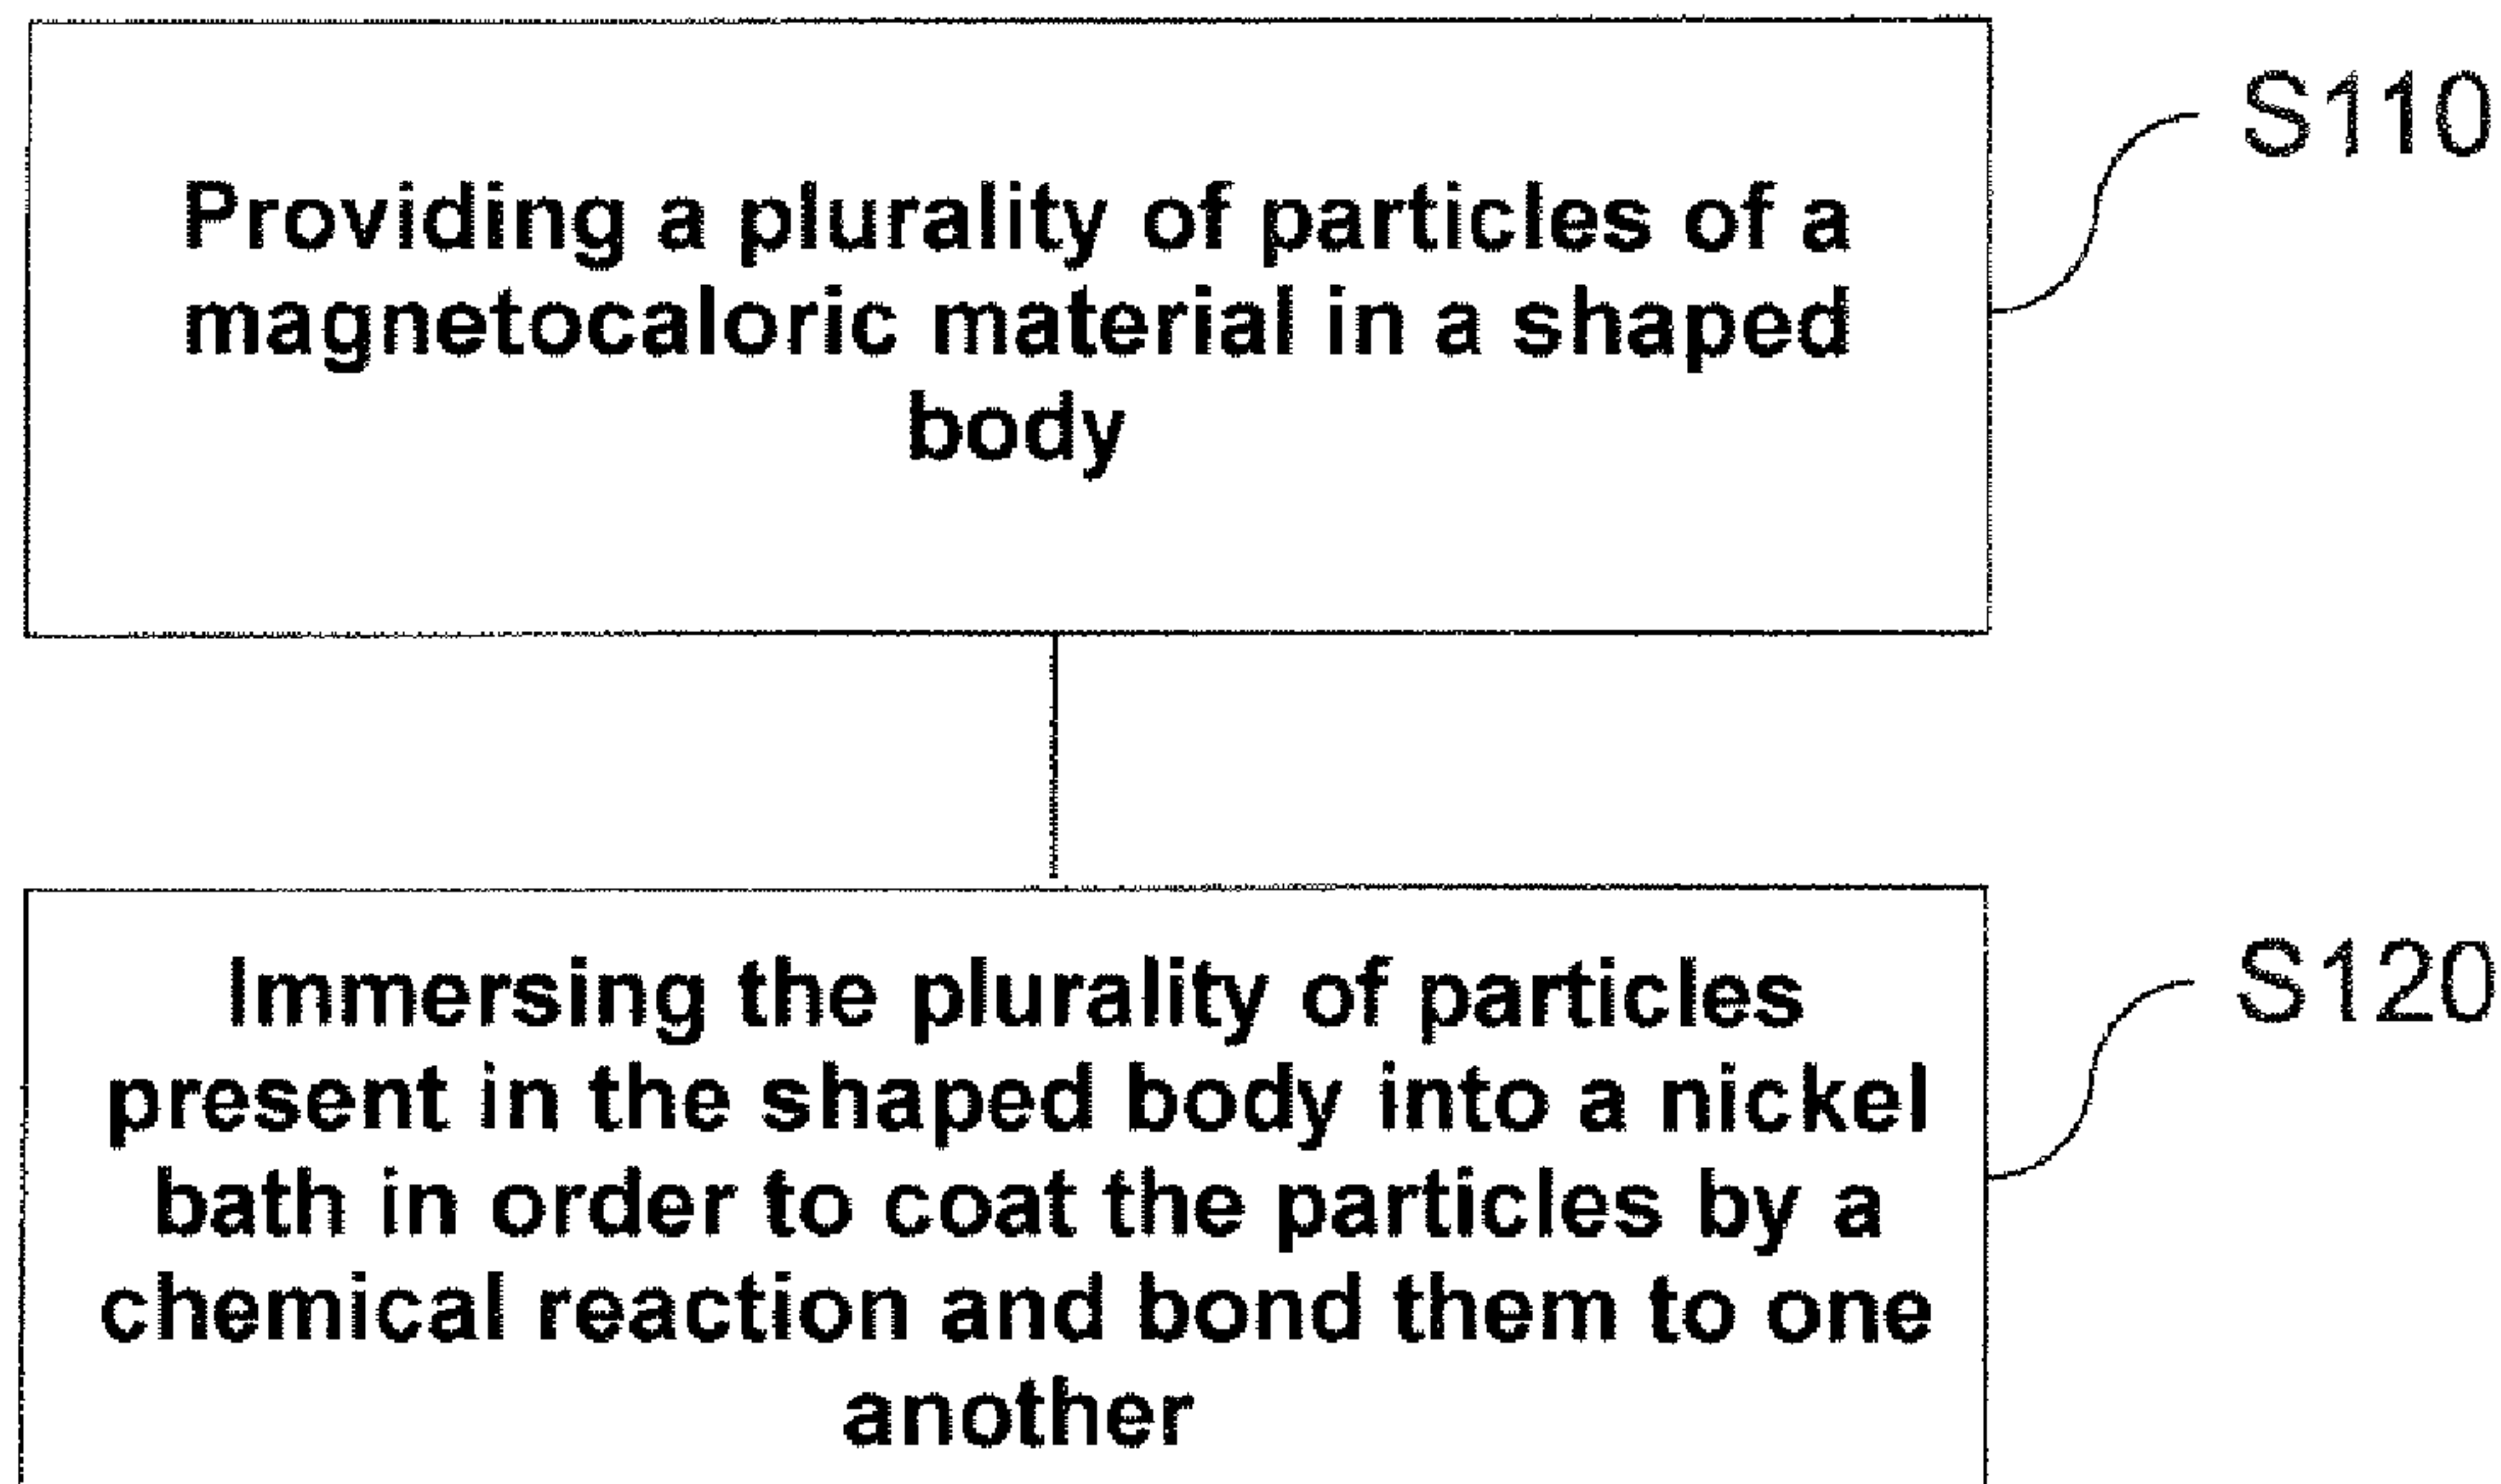 S110
Providing a plurality of particles of a
magnetocaloric material in a shaped
body
S120
Immersing the plurality of particles
present in the shaped body into a nickel
bath in order to coat the particles by a
chemical reaction and bond them to one
another